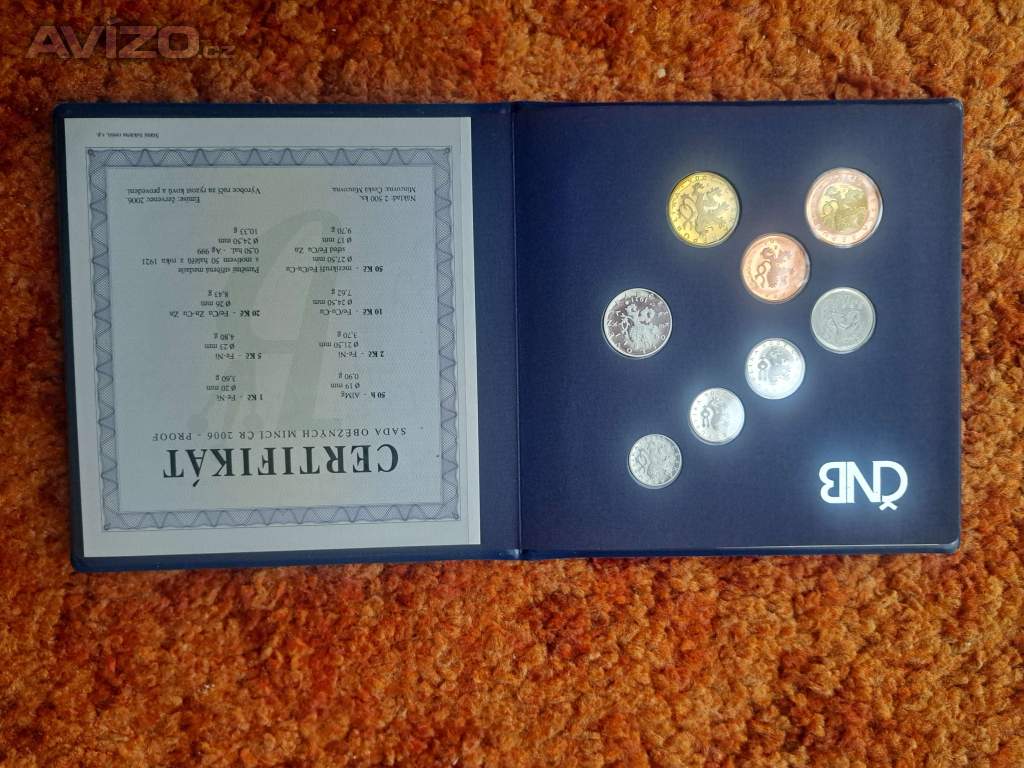 AVÍZO.cz
CERTIFIKÁT
SADA OBĚŽNÝCH MINCÍ ČR 2006 - PROOF
50 h - AlMg
Ø 19 mm
0,90 g
1 Kč - Fe-Ni
Ø 20 mm
3,60 g
2 Kč - Fe-Ni
Ø 21,50 mm
3,70 g
5 Kč - Fe-Ni
Ø 23 mm
4,80 g
10 Kč - Fe/Cu-Cu
Ø 24,50 mm
7,62 g
20 Kč - Fe/Cu Zn-Cu Zn
Ø 26 mm
8,43 g
50 Kč - mezikruží Fe/Cu-Cu
Ø 27,50 mm
střed Fe/Cu Zn
Ø 17 mm
9,70 g
Pamětní stříbrná medaile
s motivem 50 haléřů z roku 1921
0,50 hal. - Ag 999
Ø 24,50 mm
10,33 g
Náklad: 2 500 ks.
Mincovna: Česká Mincovna
Emise: červenec 2006.
Výrobce ručí za ryzost kovů a provedení.
Státní tiskárna cenin, s.p.
1921
ČNB